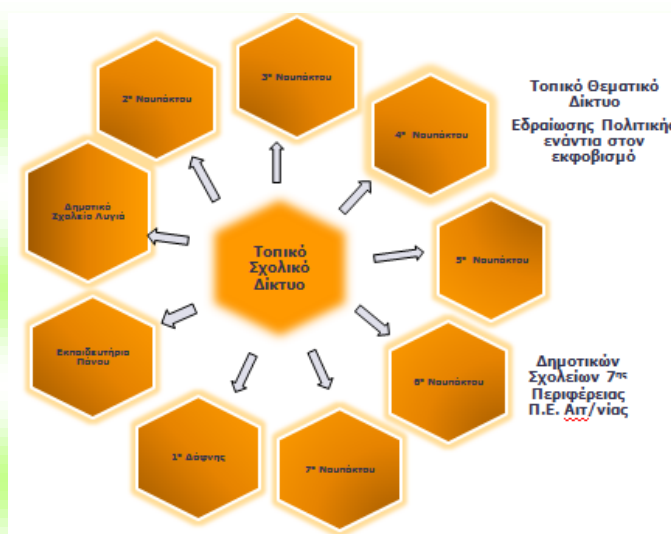 3ο Ναυπάκτου
2ο Ναυπάκτου
4ο Ναυπάκτου
Τοπικό Θεματικό
Δίκτυο
Εδραίωσης Πολιτικής
ενάντια στον
εκφοβισμό
Δημοτικό
Σχολείο Λυγιά
Τοπικό
Σχολικό
Δίκτυο
5ο Ναυπάκτου
Εκπαιδευτήρια
Πάνου
6ο Ναυπάκτου
Δημοτικών
Σχολείων 7ης
Περιφέρειας
Π.Ε. Αιτ/νίας
1ο Δάφνης
7ο Ναυπάκτου